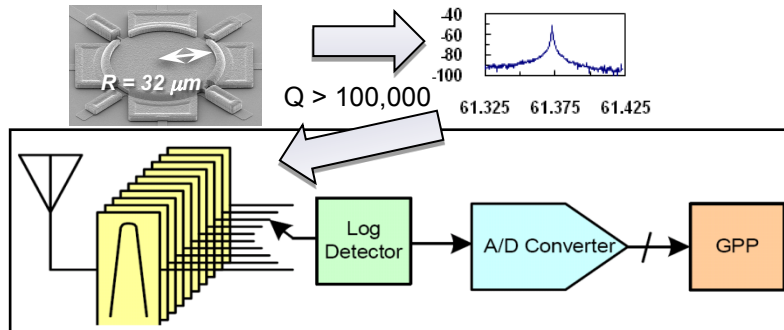 R = 32 μm
-40
-60
-80
-100
61.325 61.375 61.425
Q > 100,000
Log
Detector
A/D Converter
GPP